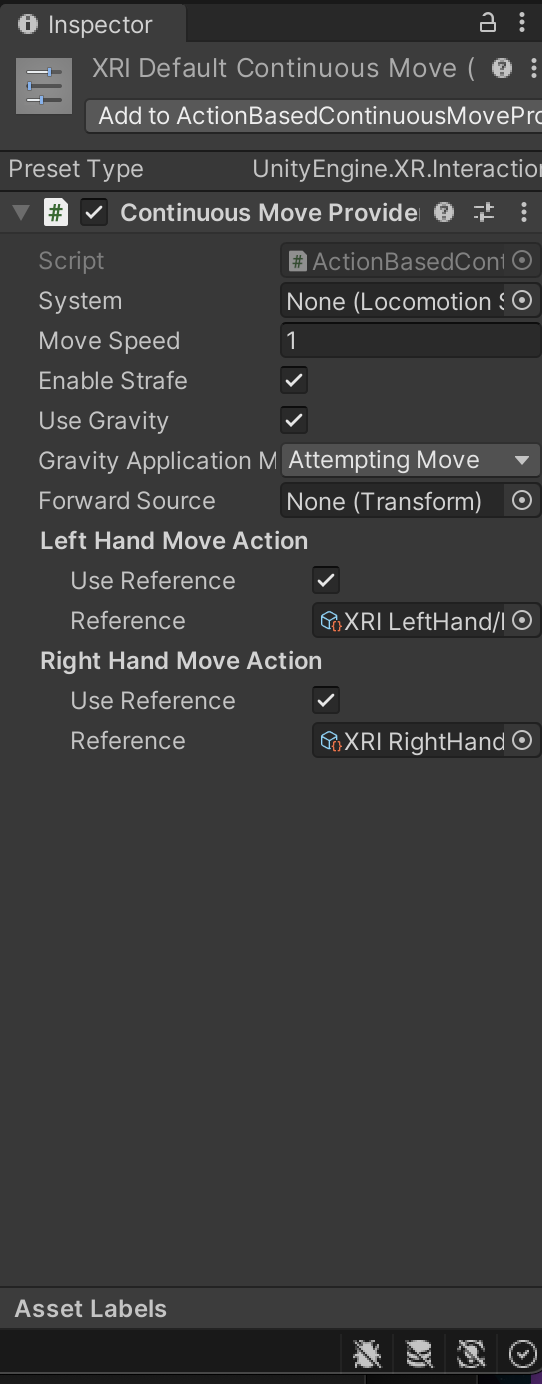 Inspector
XRI Default Continuous Move (
Add to ActionBasedContinuousMovePro
Preset Type UnityEngine.XR.Interaction
# Continuous Move Provide
Script # ActionBasedCont
System None (Locomotion S
Move Speed 1
Enable Strafe
Use Gravity
Gravity Application M Attempting Move
Forward Source None (Transform)
Left Hand Move Action
Use Reference
Reference XRI LeftHand/
Right Hand Move Action
Use Reference
Reference XRI RightHand
Asset Labels